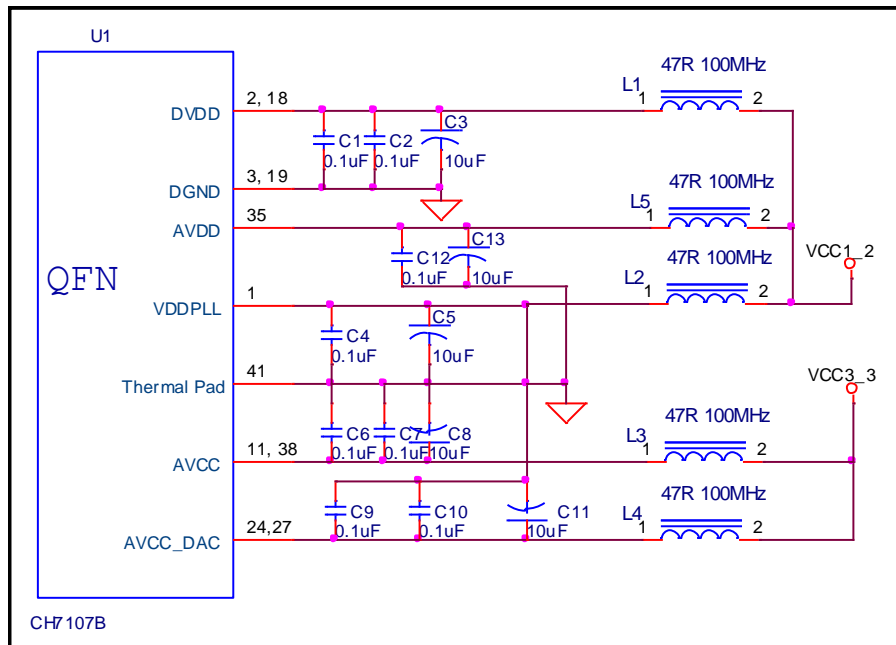 U1
47R 100MHz
L1
1
2
2, 18
DVDD
C1
0.1uF
C2
0.1uF
C3
10uF
3, 19
DGND
47R 100MHz
L5
1
2
35
AVDD
C12
0.1uF
C13
10uF
VCC1_2
QFN
47R 100MHz
L2
1
2
1
VDDPLL
C4
0.1uF
C5
10uF
41
Thermal Pad
VCC3_3
C6
0.1uF
C7
0.1uF
C8
10uF
47R 100MHz
L3
1
2
11, 38
AVCC
C9
0.1uF
C10
0.1uF
C11
10uF
47R 100MHz
L4
1
2
24,27
AVCC_DAC
CH7107B